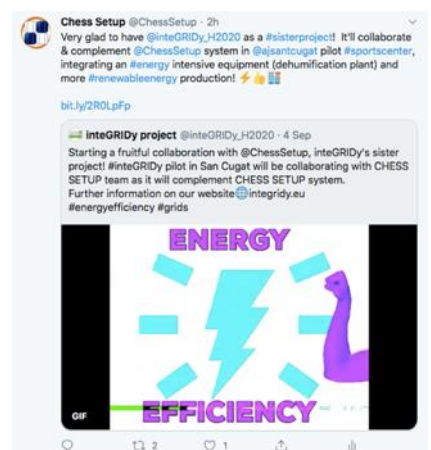 Chess Setup @ChessSetup · 2h
Very glad to have @inteGRIDy_H2020 as a #sisterproject! It'll collaborate
& complement @ChessSetup system in @ajsantcugat pilot #sportscenter,
integrating an #energy intensive equipment (dehumification plant) and
more #renewableenergy production! ⚡👍🏨
bit.ly/2R0LpFp
inteGRIDy project @inteGRIDy_H2020 · 4 Sep
Starting a fruitful collaboration with @ChessSetup, inteGRIDy's sister
project! #inteGRIDy pilot in San Cugat will be collaborating with CHESS
SETUP team as it will complement CHESS SETUP system.
Further information on our website🌐integridy.eu
#energyefficiency #grids
ENERGY
EFFICIENCY
GIF
2
1